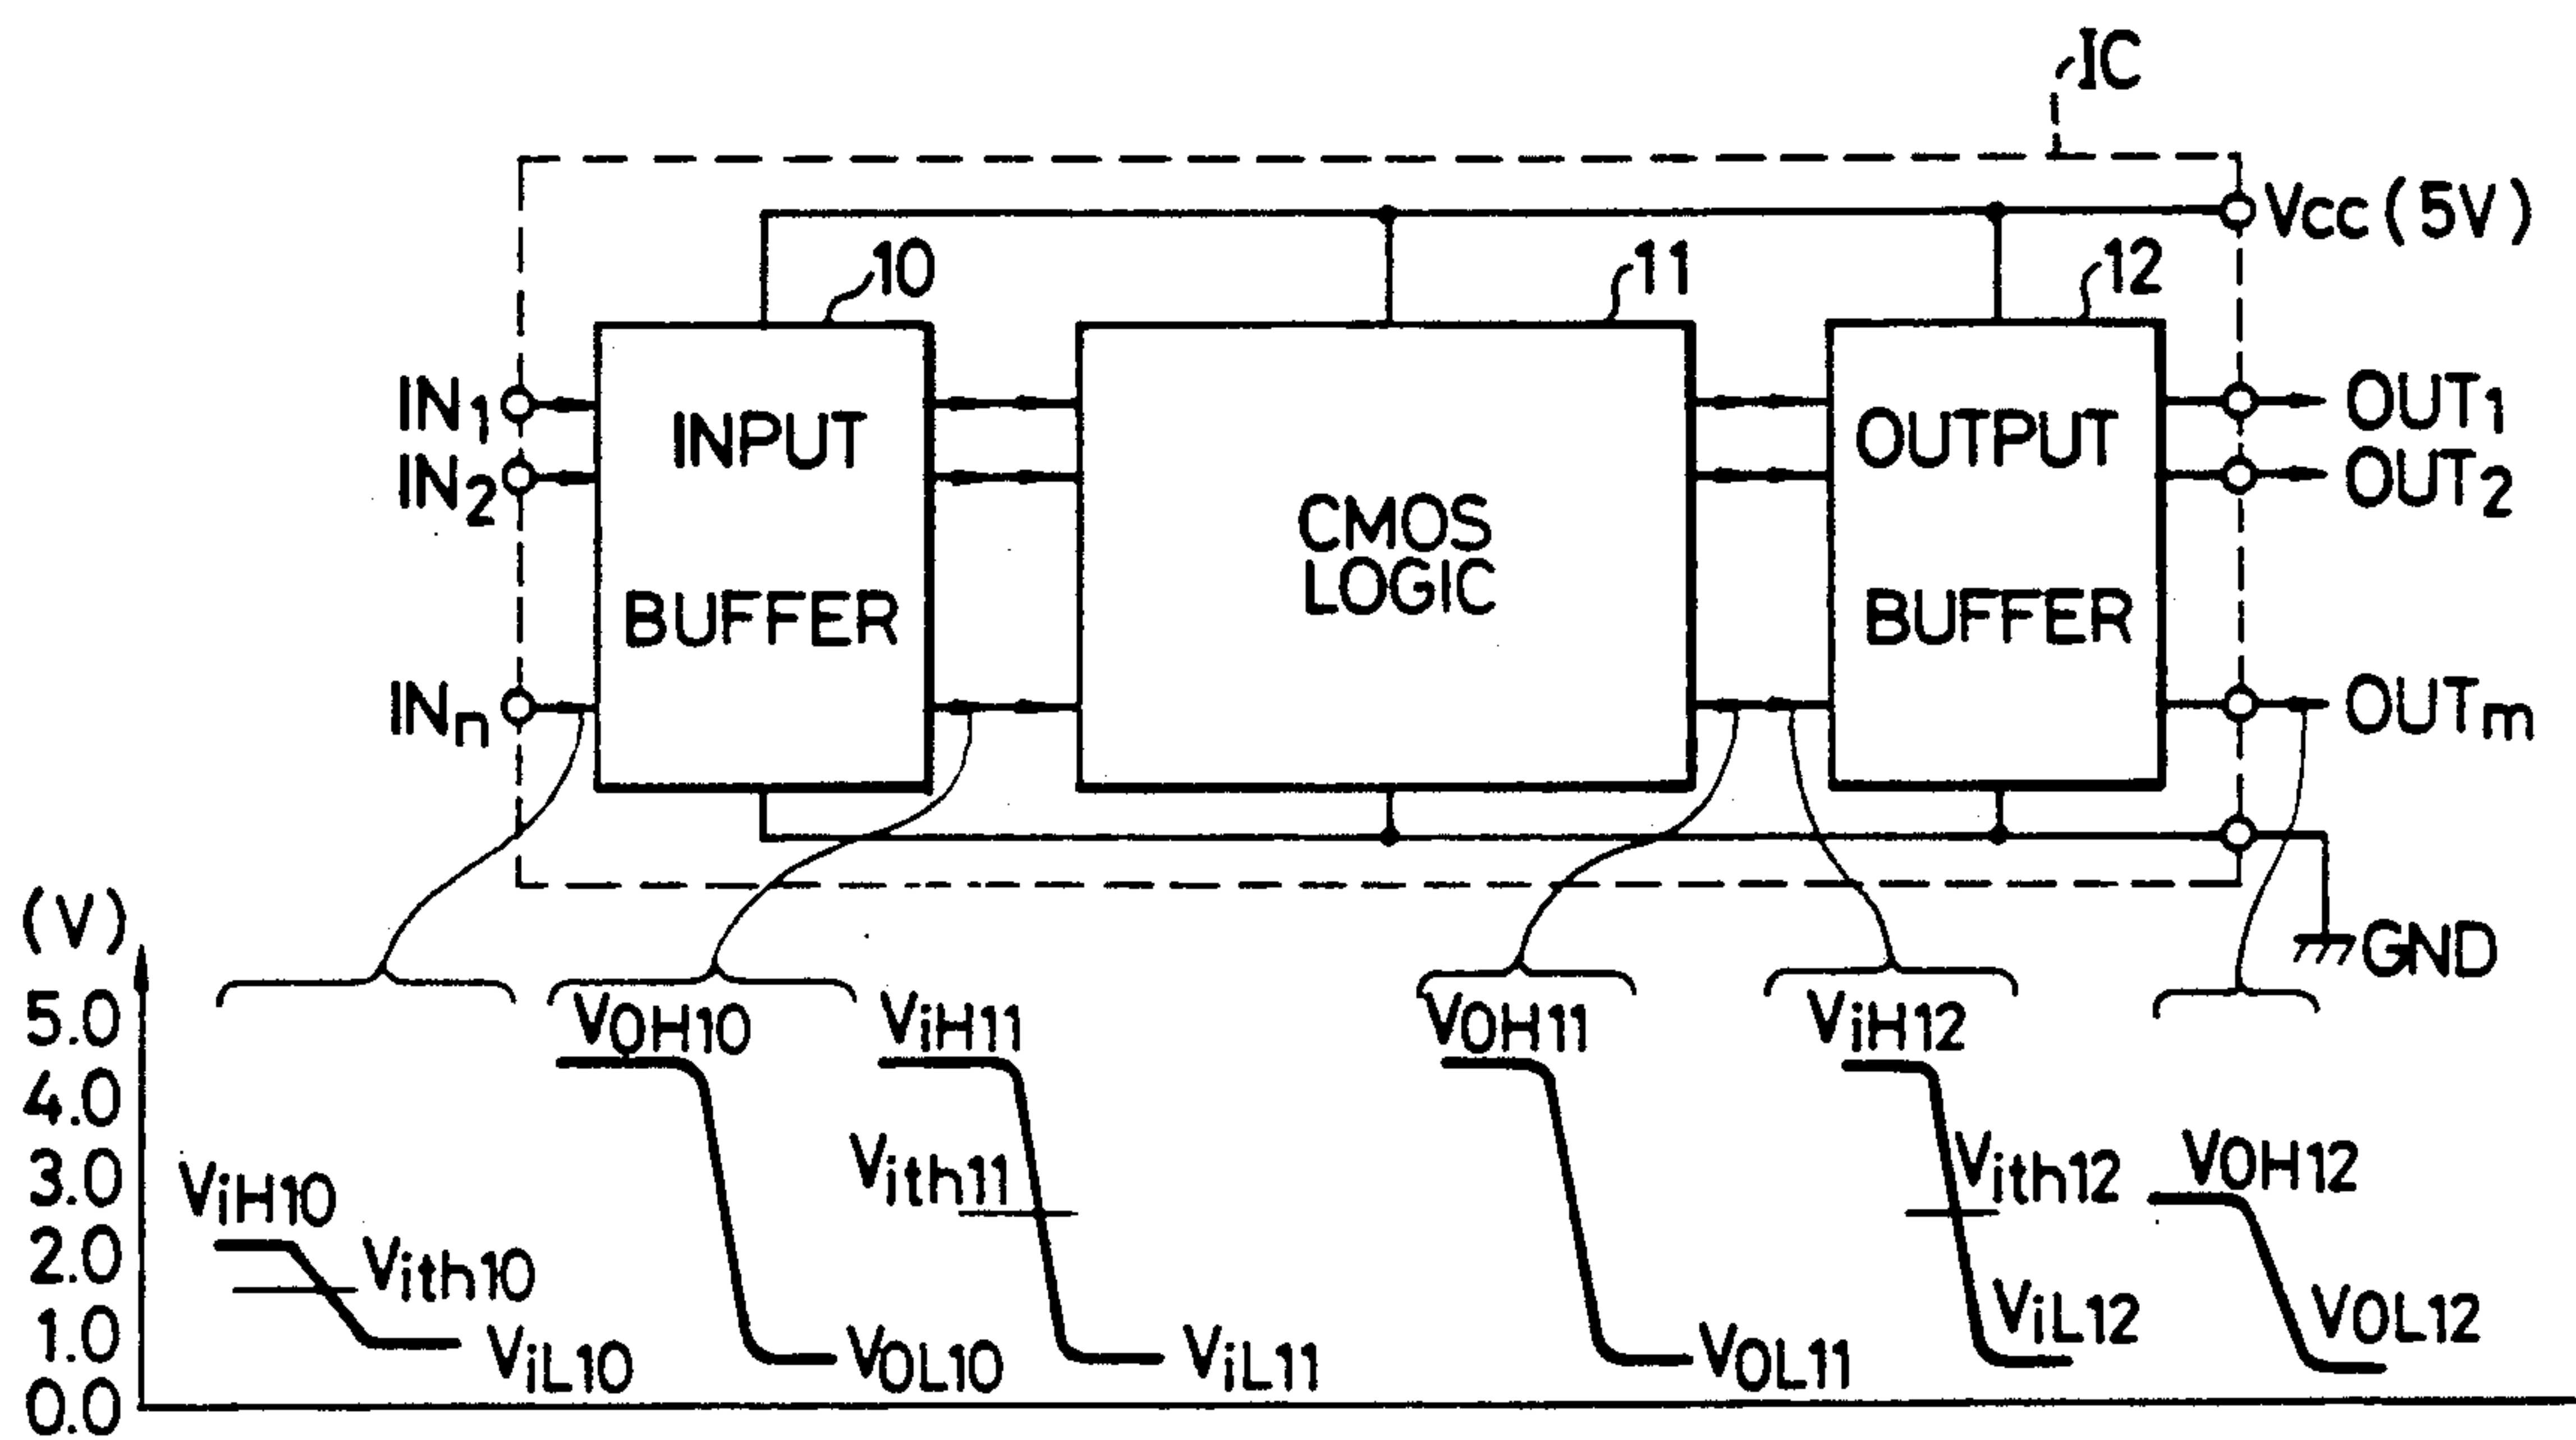 IC
VCC (5V)
10
11
12
IN1
IN2
INn
INPUT
BUFFER
CMOS
LOGIC
OUTPUT
BUFFER
OUT1
OUT2
OUTm
GND
(V)
5.0
4.0
3.0
2.0
1.0
0.0
ViH10
Vith10
ViL10
VOH10
VOL10
ViH11
Vith11
ViL11
VOH11
VOL11
ViH12
Vith12
ViL12
VOH12
VOL12